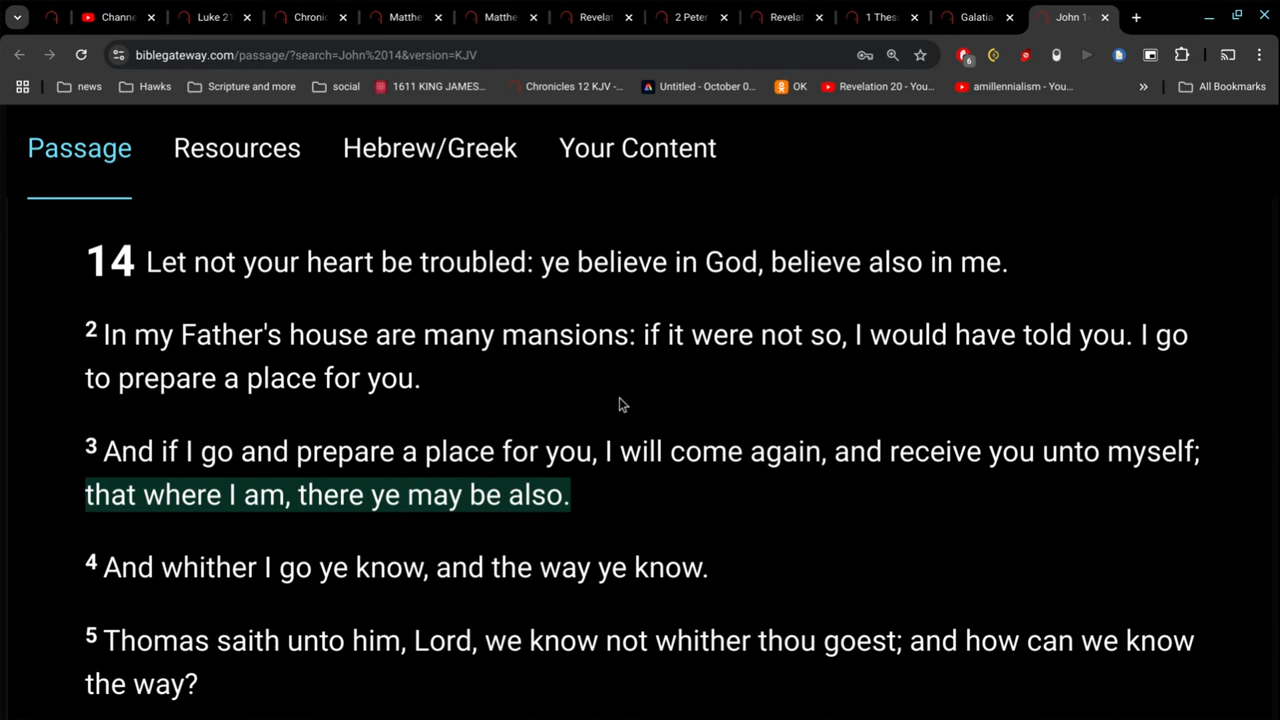 Channe
Luke 21
Chronic
Matthe
Matthe
Revelat
2 Peter
Revelat
1 Thess
Galatia
John 1
biblegateway.com/passage/?search=John%2014&version=KJV
6
news
Hawks
Scripture and more
social
1611 KING JAMES...
Chronicles 12 KJV -...
Untitled - October 0...
OK
Revelation 20 - You...
amillennialism - You...
»
All Bookmarks
Passage
Resources
Hebrew/Greek
Your Content
14 Let not your heart be troubled: ye believe in God, believe also in me.
2 In my Father's house are many mansions: if it were not so, I would have told you. I go
to prepare a place for you.
3 And if I go and prepare a place for you, I will come again, and receive you unto myself;
that where I am, there ye may be also.
4 And whither I go ye know, and the way ye know.
5 Thomas saith unto him, Lord, we know not whither thou goest; and how can we know
the way?